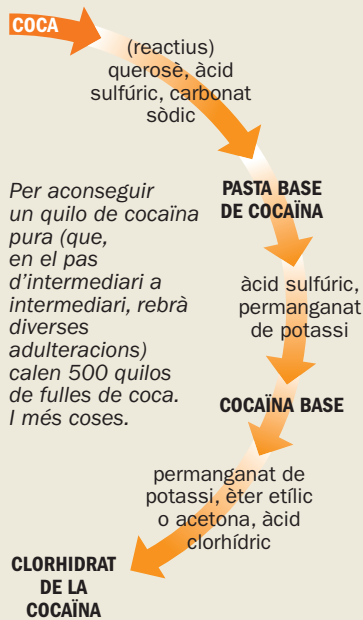 COCA
(reactius)
querosè, àcid
sulfúric, carbonat
sòdic
PASTA BASE
DE COCAÏNA
Per aconseguir
un quilo de cocaïna
pura (que,
en el pas
d'intermediari a
intermediari, rebrà
diverses
adulteracions)
calen 500 quilos
de fulles de coca.
I més coses.
àcid sulfúric,
permanganat
de potassi
COCAÏNA BASE
permanganat de
potassi, èter etílic
o acetona, àcid
clorhídric
CLORHIDRAT
DE LA
COCAÏNA